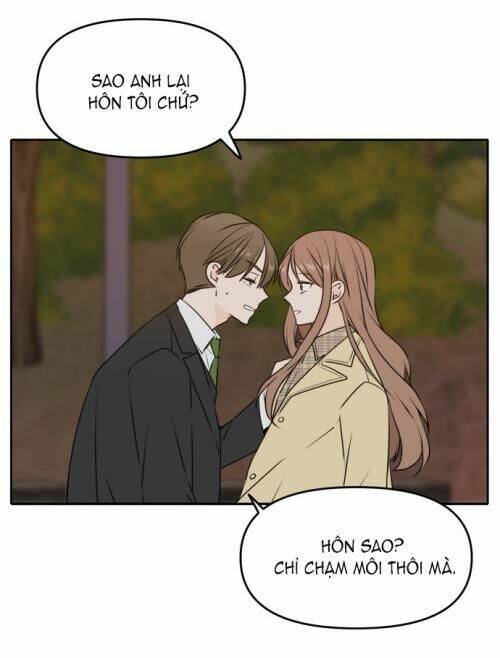 SAO ANH LẠI
HÔN TÔI CHỨ?
HÔN SAO?
CHỈ CHẠM MÔI THÔI MÀ.